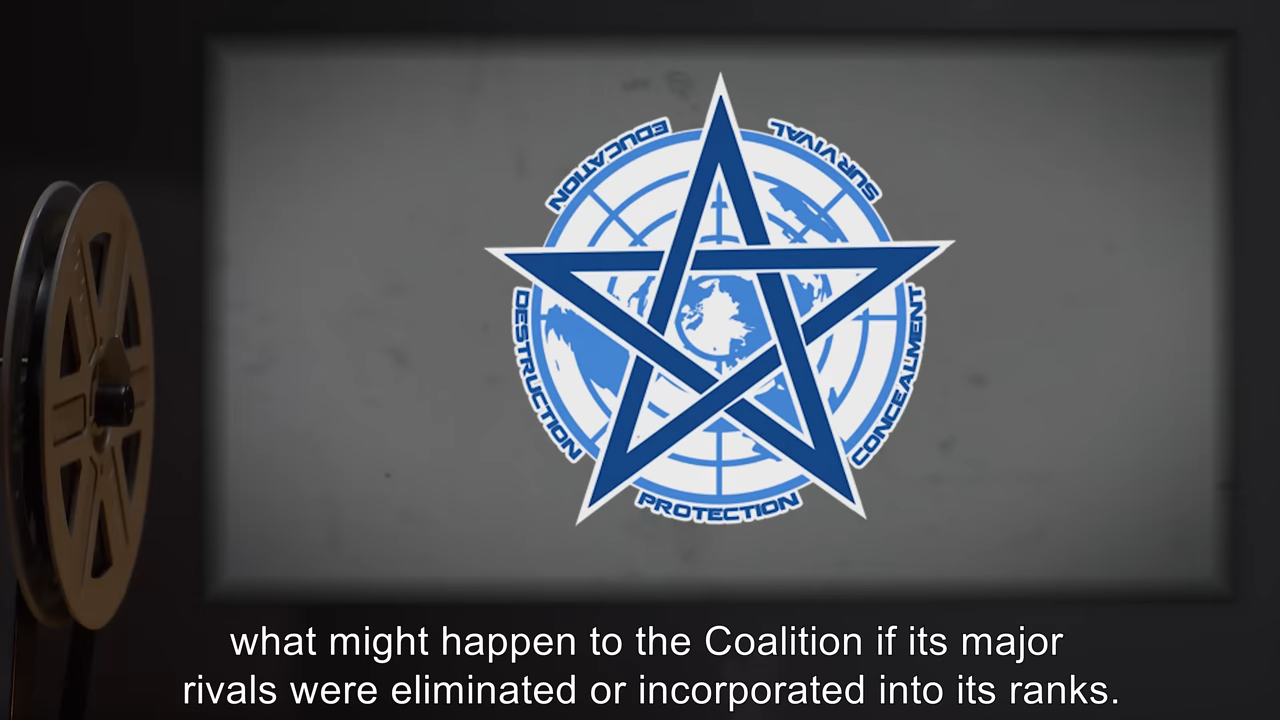 EDUCATION
SURVIVAL
DESTRUCTION
CONCEALMENT
PROTECTION
what might happen to the Coalition if its major
rivals were eliminated or incorporated into its ranks.